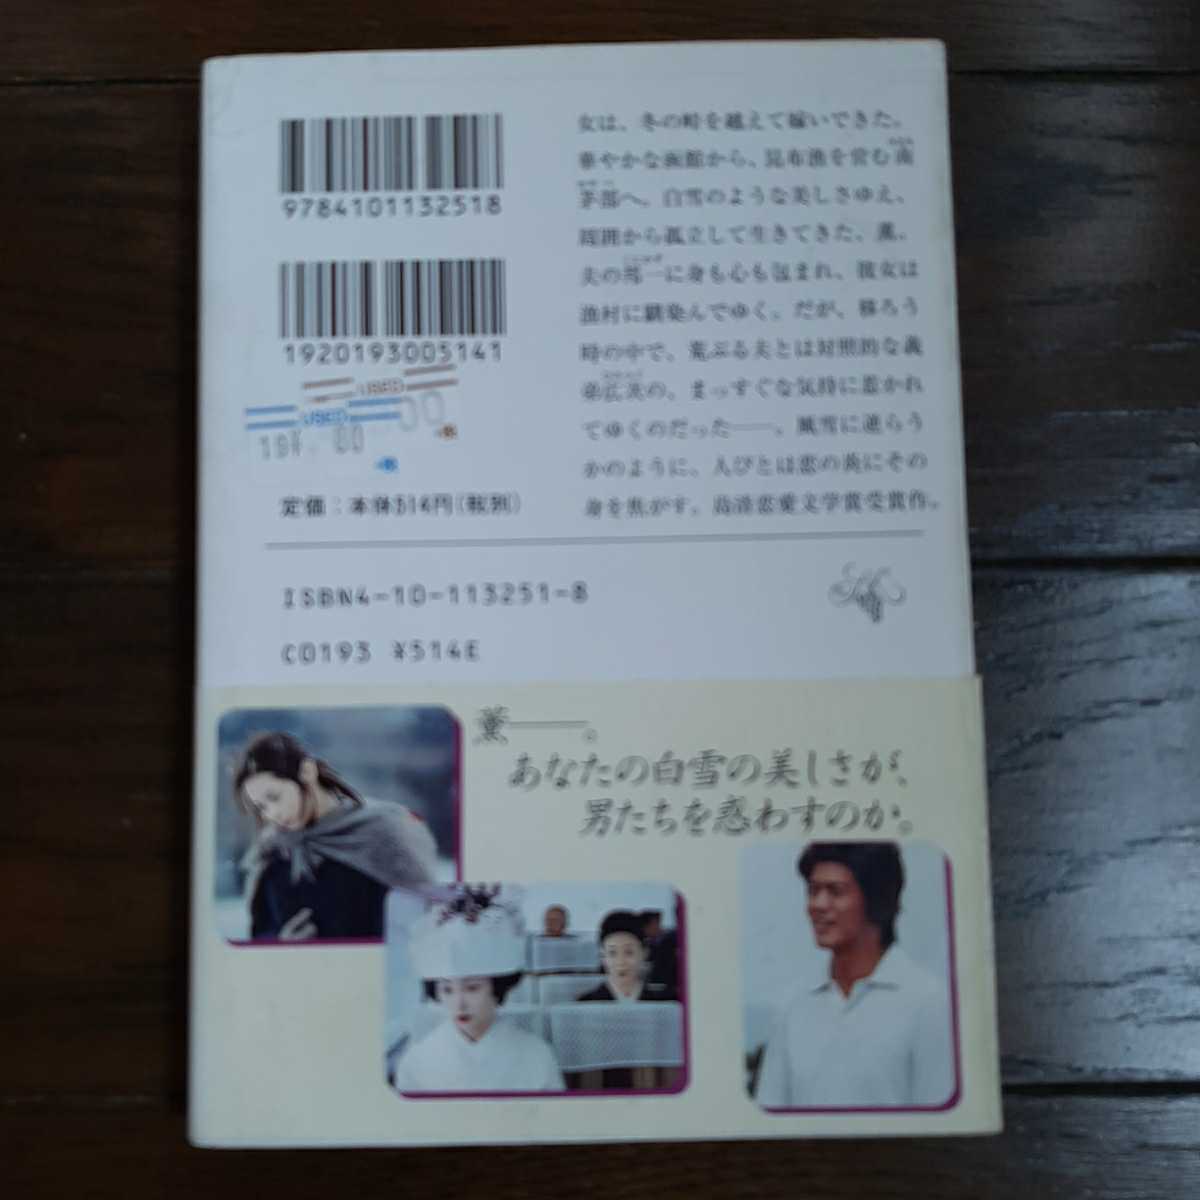 9784101132518
1920193005141
USED
USED
定価：本体514円(税別)
女は、冬の峠を越えて嫁いできた。
華やかな函館から、昆布漁を営む南
茅部へ。白雪のような美しさゆえ、
周囲から孤立して生きてきた、薫。
夫の邦一に身も心も包まれ、彼女は
漁村に馴染んでゆく。だが、移ろう
時の中で、荒ぶる夫とは対照的な義
弟広次の、まっすぐな気持に惹かれ
てゆくのだった――。風雪に逆らう
かのように、人びとは恋の炎にその
身を焦がす。島清恋愛文学賞受賞作。
ISBN4-10-113251-8
C0193 ¥514E
薫――。
あなたの白雪の美しさが、
男たちを惑わすのか。